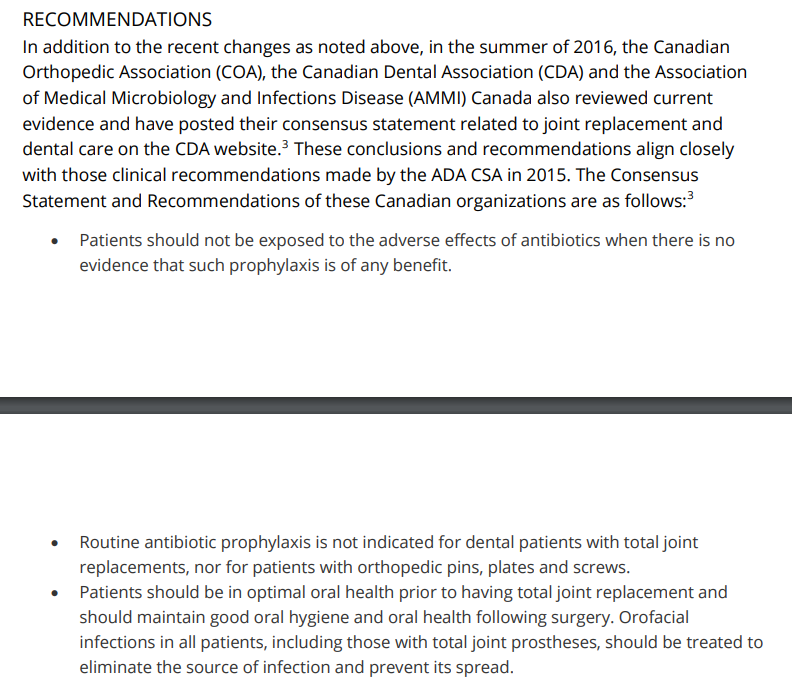 RECOMMENDATIONS
In addition to the recent changes as noted above, in the summer of 2016, the Canadian
Orthopedic Association (COA), the Canadian Dental Association (CDA) and the Association
of Medical Microbiology and Infections Disease (AMMI) Canada also reviewed current
evidence and have posted their consensus statement related to joint replacement and
dental care on the CDA website.³ These conclusions and recommendations align closely
with those clinical recommendations made by the ADA CSA in 2015. The Consensus
Statement and Recommendations of these Canadian organizations are as follows:³
• Patients should not be exposed to the adverse effects of antibiotics when there is no
evidence that such prophylaxis is of any benefit.
• Routine antibiotic prophylaxis is not indicated for dental patients with total joint
replacements, nor for patients with orthopedic pins, plates and screws.
• Patients should be in optimal oral health prior to having total joint replacement and
should maintain good oral hygiene and oral health following surgery. Orofacial
infections in all patients, including those with total joint prostheses, should be treated to
eliminate the source of infection and prevent its spread.